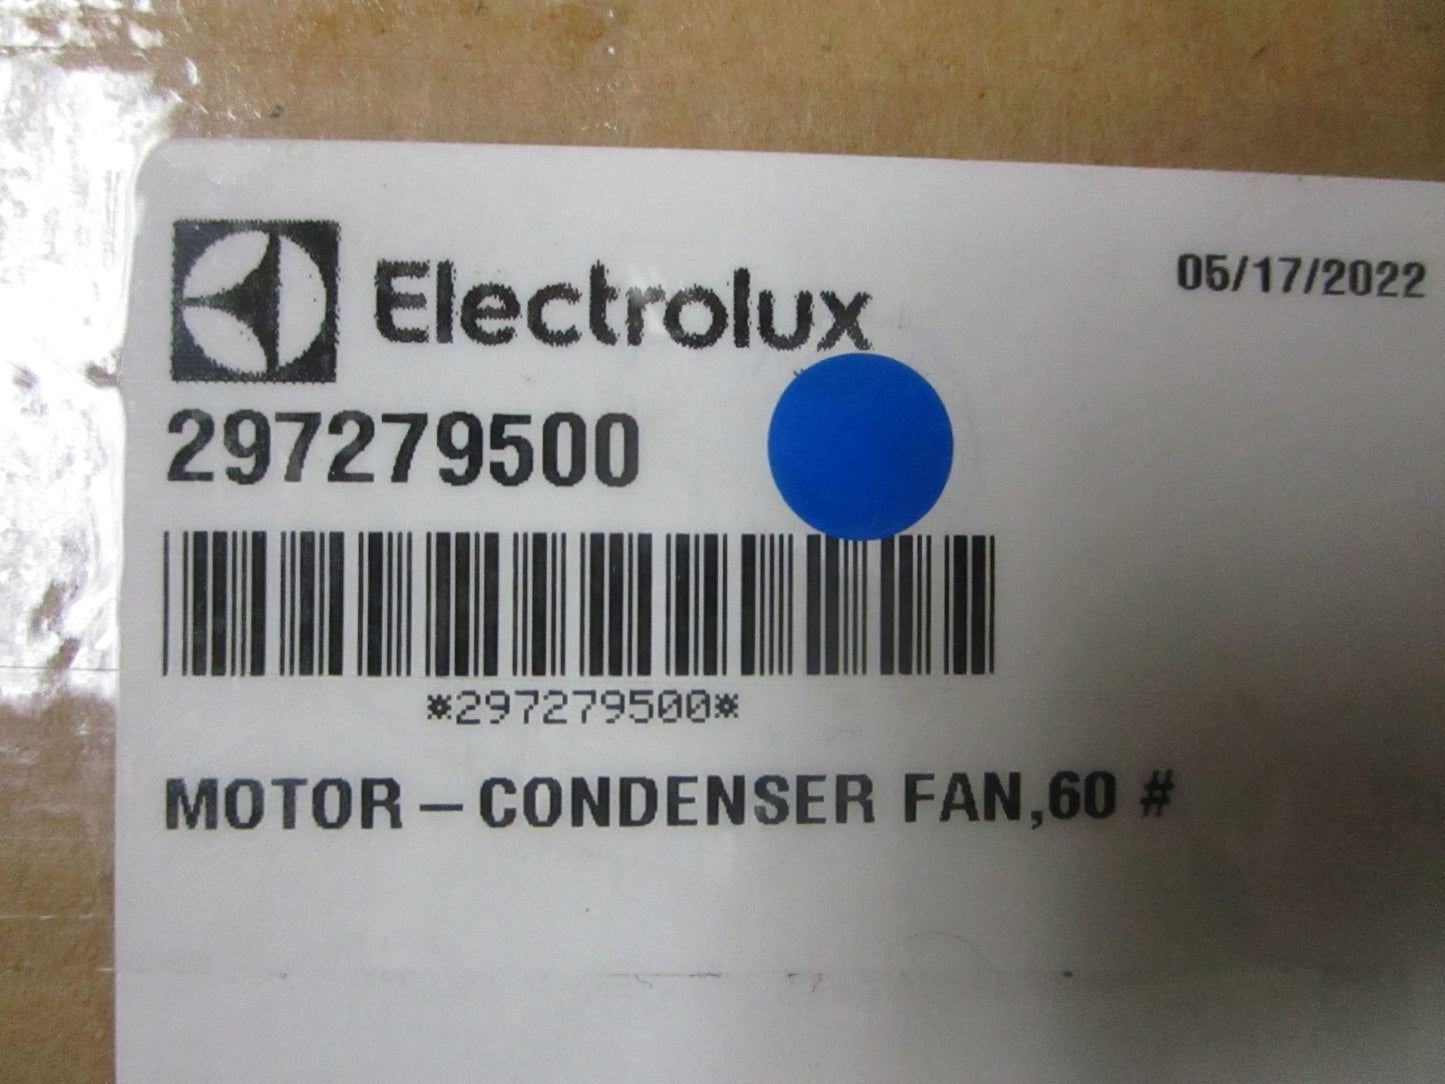 Electrolux
05/17/2022
297279500
*297279500*
MOTOR-CONDENSER FAN,60 #